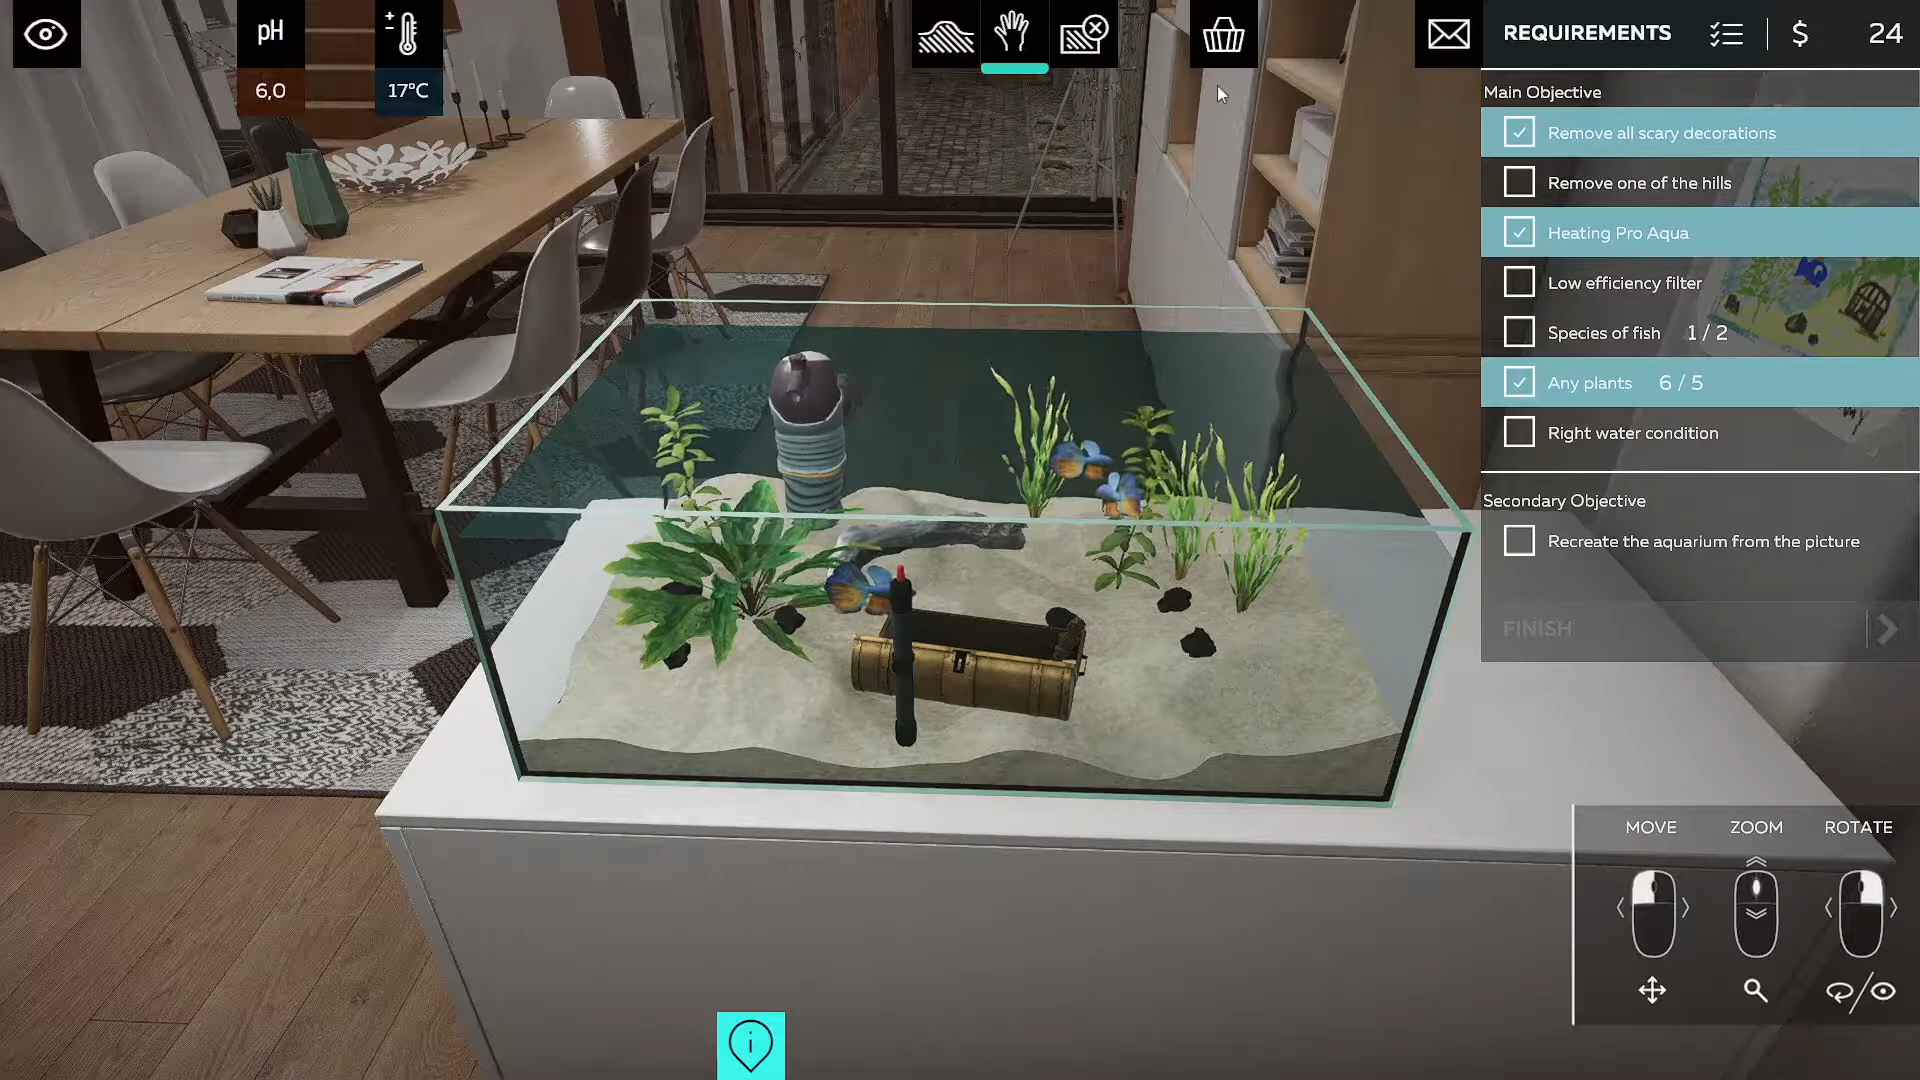 pH
6,0
17°C
REQUIREMENTS
$ 24
Main Objective
Remove all scary decorations
Remove one of the hills
Heating Pro Aqua
Low efficiency filter
Species of fish 1 / 2
Any plants 6 / 5
Right water condition
Secondary Objective
Recreate the aquarium from the picture
FINISH
MOVE ZOOM ROTATE
i